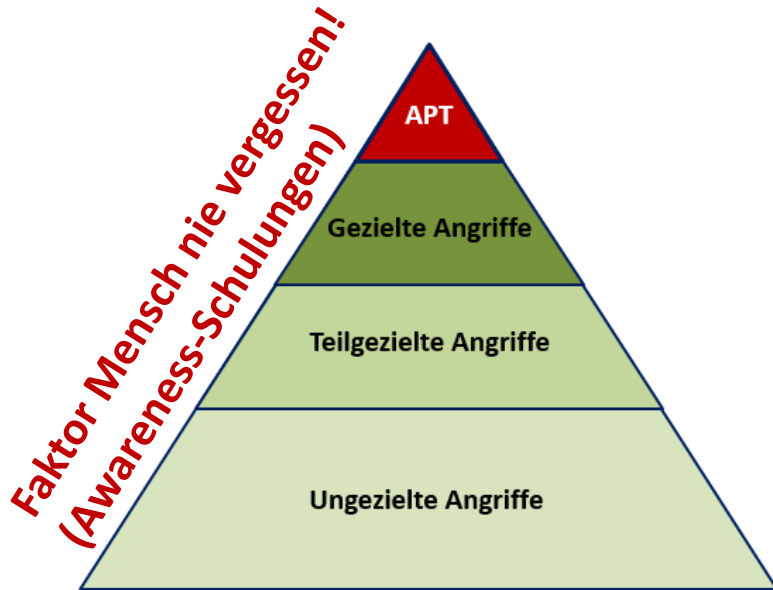 Faktor Mensch nie vergessen!
(Awareness-Schulungen)
APT
Gezielte Angriffe
Teilgezielte Angriffe
Ungezielte Angriffe